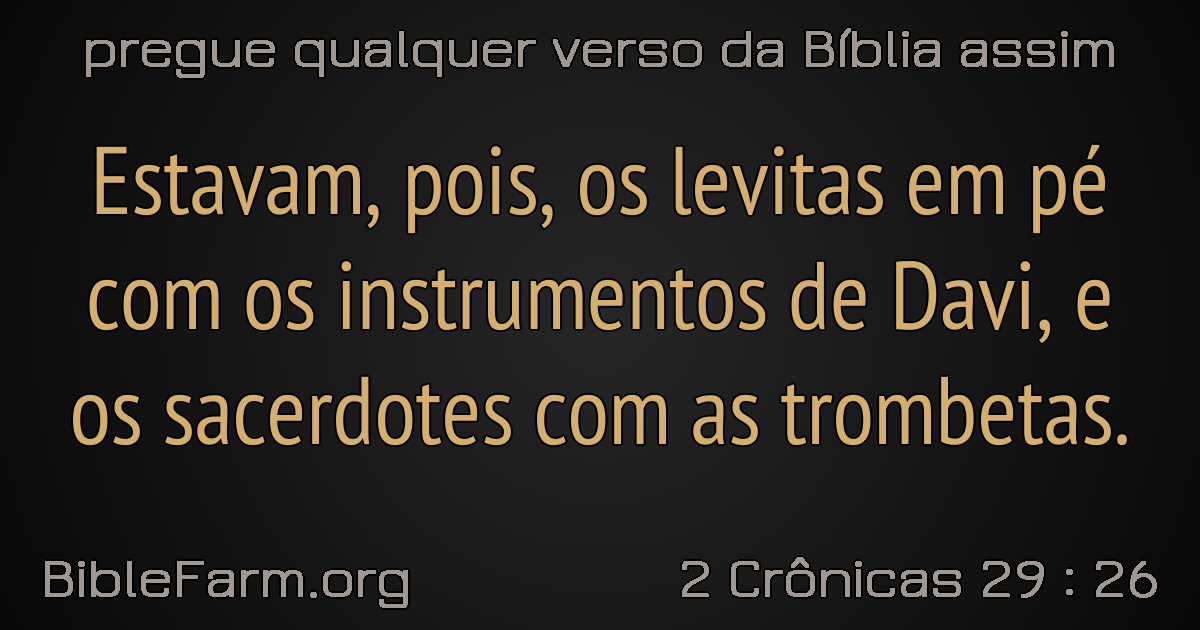 pregue qualquer verso da Bíblia assim
Estavam, pois, os levitas em pé
com os instrumentos de Davi, e
os sacerdotes com as trombetas.
BibleFarm.org
2 Crônicas 29 : 26